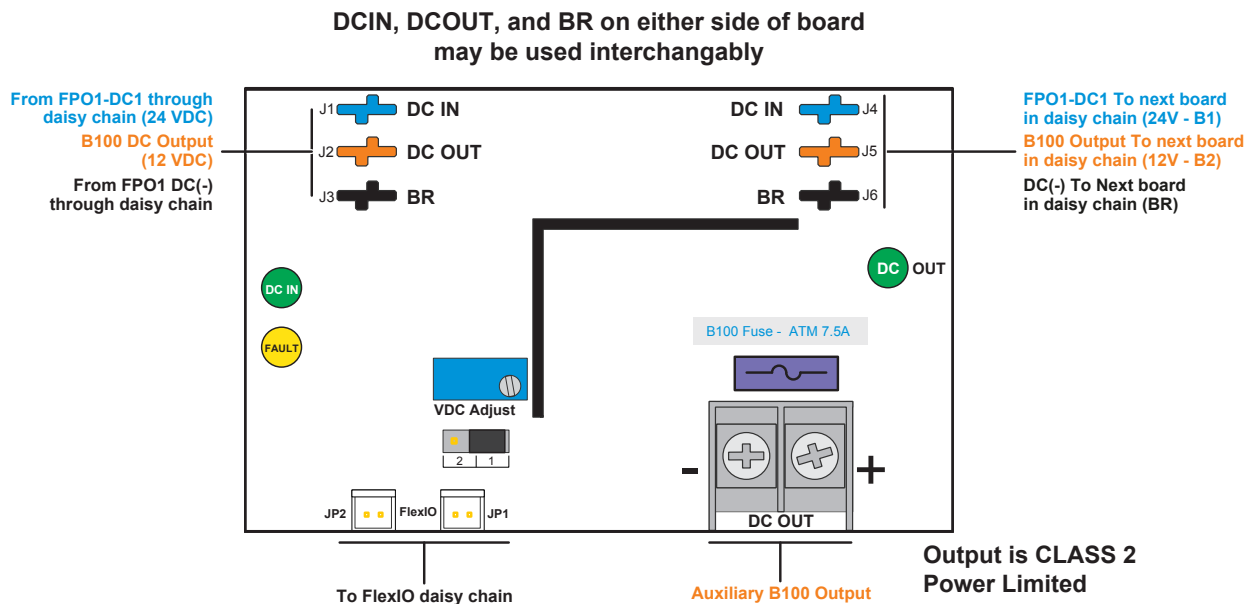 DCIN, DCOUT, and BR on either side of board
may be used interchangably
From FPO1-DC1 through
daisy chain (24 VDC)
B100 DC Output
(12 VDC)
From FPO1 DC(-)
through daisy chain
J1
DC IN
J2
DC OUT
J3
BR
DC IN
J4
DC OUT
J5
BR
J6
FPO1-DC1 To next board
in daisy chain (24V - B1)
B100 Output To next board
in daisy chain (12V - B2)
DC(-) To Next board
in daisy chain (BR)
DC IN
FAULT
DC OUT
B100 Fuse - ATM 7.5A
VDC Adjust
2 1
JP2 FlexIO JP1
- +
DC OUT
To FlexIO daisy chain
Auxiliary B100 Output
Output is CLASS 2
Power Limited